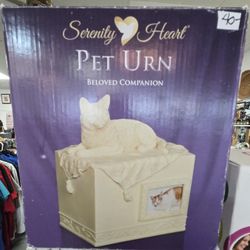 Serenity Heart®
PET URN
BELOVED COMPANION
40-